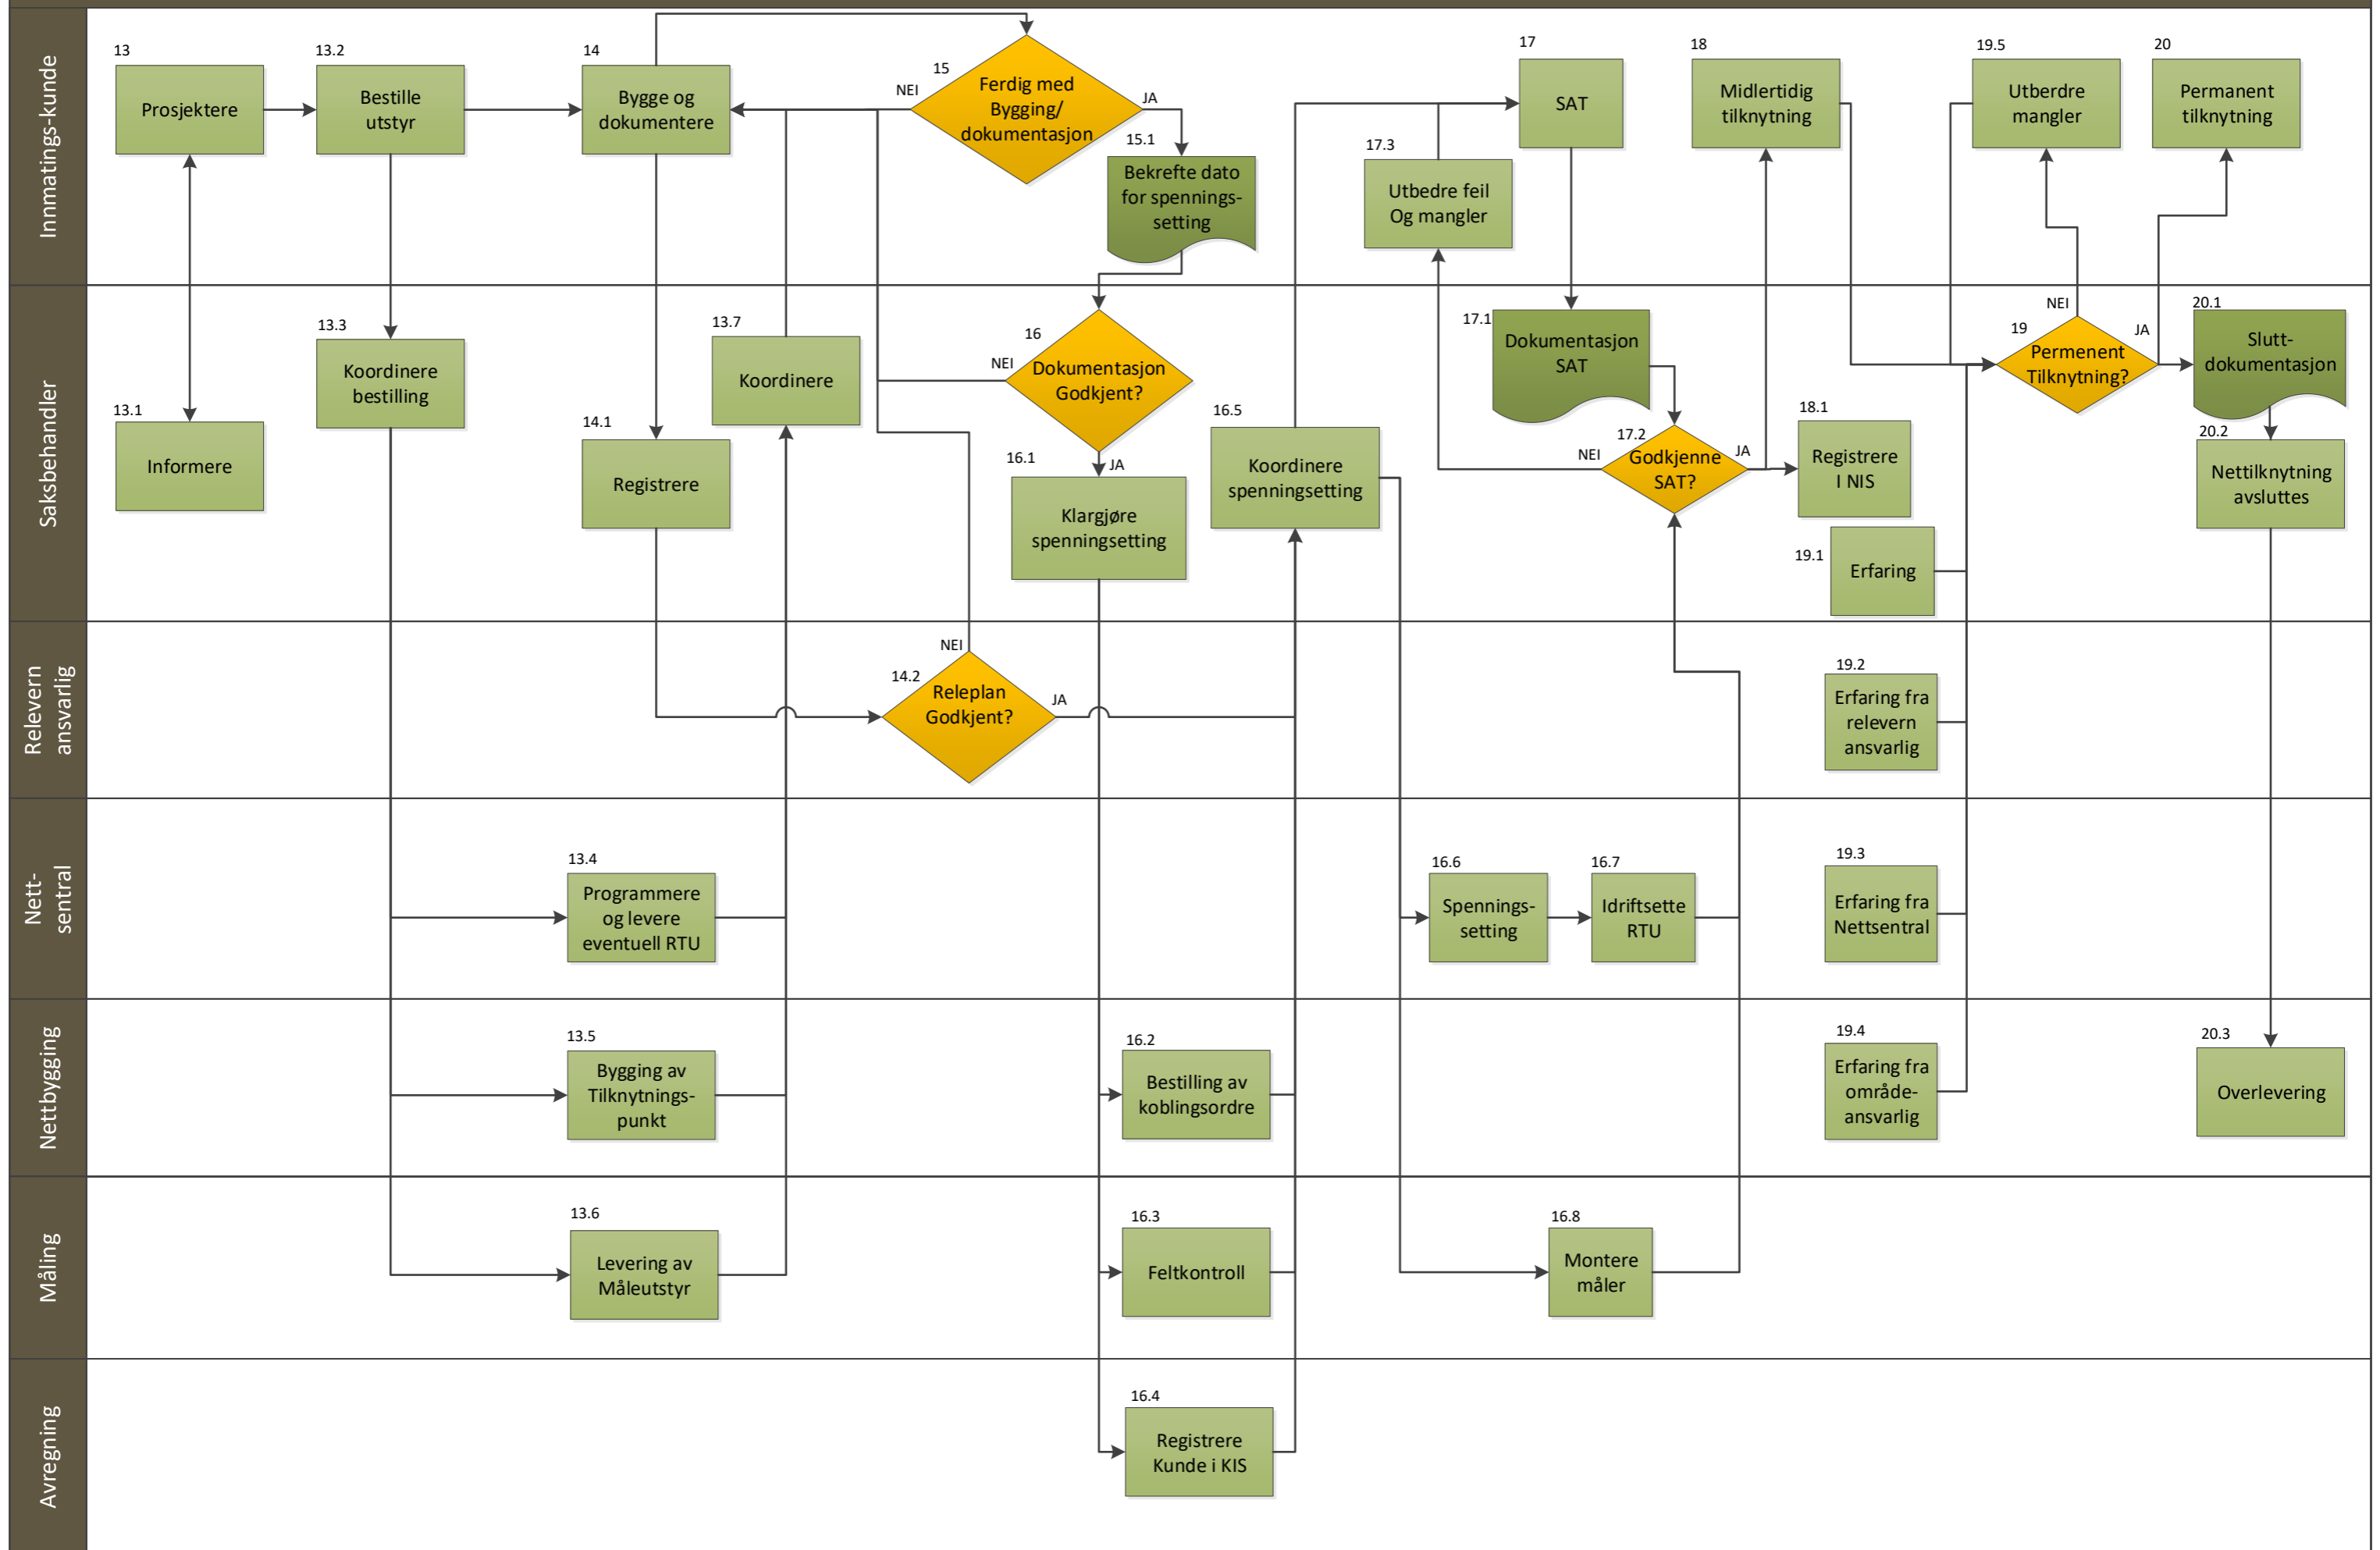 Innmatings-kunde
13
Prosjektere
13.2
Bestille
utstyr
14
Bygge og
dokumentere
15
Ferdig med
Bygging/
dokumentasjon
NEI
JA
15.1
Bekrefte dato
for spennings-
setting
17
SAT
17.3
Utbedre feil
Og mangler
18
Midlertidig
tilknytning
19.5
Utberdre
mangler
20
Permanent
tilknytning
Saksbehandler
13.1
Informere
13.3
Koordinere
bestilling
14.1
Registrere
13.7
Koordinere
16
Dokumentasjon
Godkjent?
NEI
JA
16.1
Klargjøre
spenningsetting
16.5
Koordinere
spenningsetting
17.1
Dokumentasjon
SAT
17.2
Godkjenne
SAT?
NEI
JA
18.1
Registrere
I NIS
19.1
Erfaring
19
Permenent
Tilknytning?
NEI
JA
20.1
Slutt-
dokumentasjon
20.2
Nettilknytning
avsluttes
Relevern
ansvarlig
14.2
Releplan
Godkjent?
NEI
JA
19.2
Erfaring fra
relevern
ansvarlig
Nett-
sentral
13.4
Programmere
og levere
eventuell RTU
16.6
Spennings-
setting
16.7
Idriftsette
RTU
19.3
Erfaring fra
Nettsentral
Nettbygging
13.5
Bygging av
Tilknytnings-
punkt
16.2
Bestilling av
koblingsordre
19.4
Erfaring fra
område-
ansvarlig
20.3
Overlevering
Måling
13.6
Levering av
Måleutstyr
16.3
Feltkontroll
16.8
Montere
måler
Avregning
16.4
Registrere
Kunde i KIS